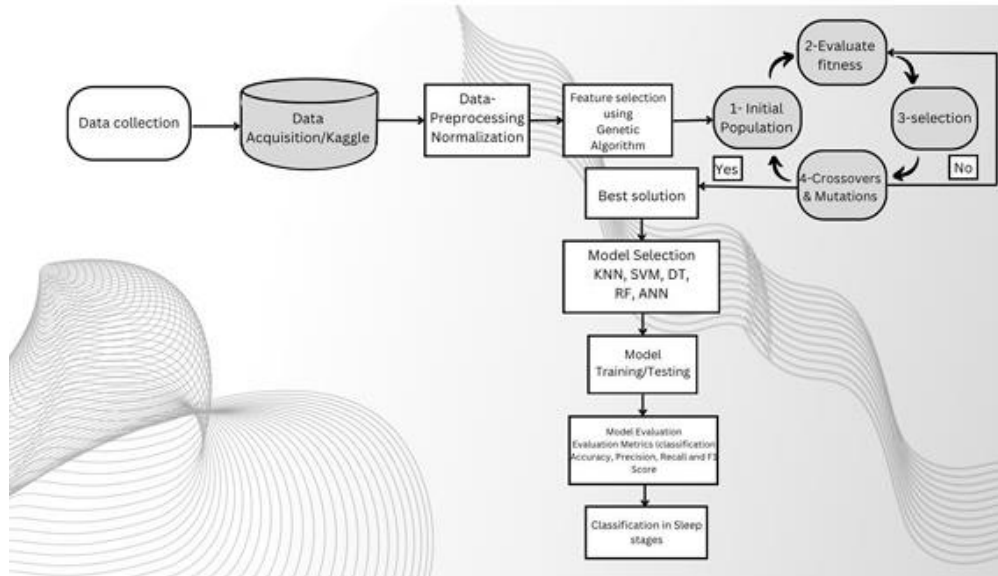 Data collection
Data
Acquisition/Kaggle
Data-
Preprocessing
Normalization
Feature selection
using
Genetic
Algorithm
1- Initial
Population
2-Evaluate
fitness
3-selection
4-Crossovers
& Mutations
Yes
No
Best solution
Model Selection
KNN, SVM, DT,
RF, ANN
Model
Training/Testing
Model Evaluation
Evaluation Metrics (classification
Accuracy, Precision, Recall and F1
Score
Classification in Sleep
stages